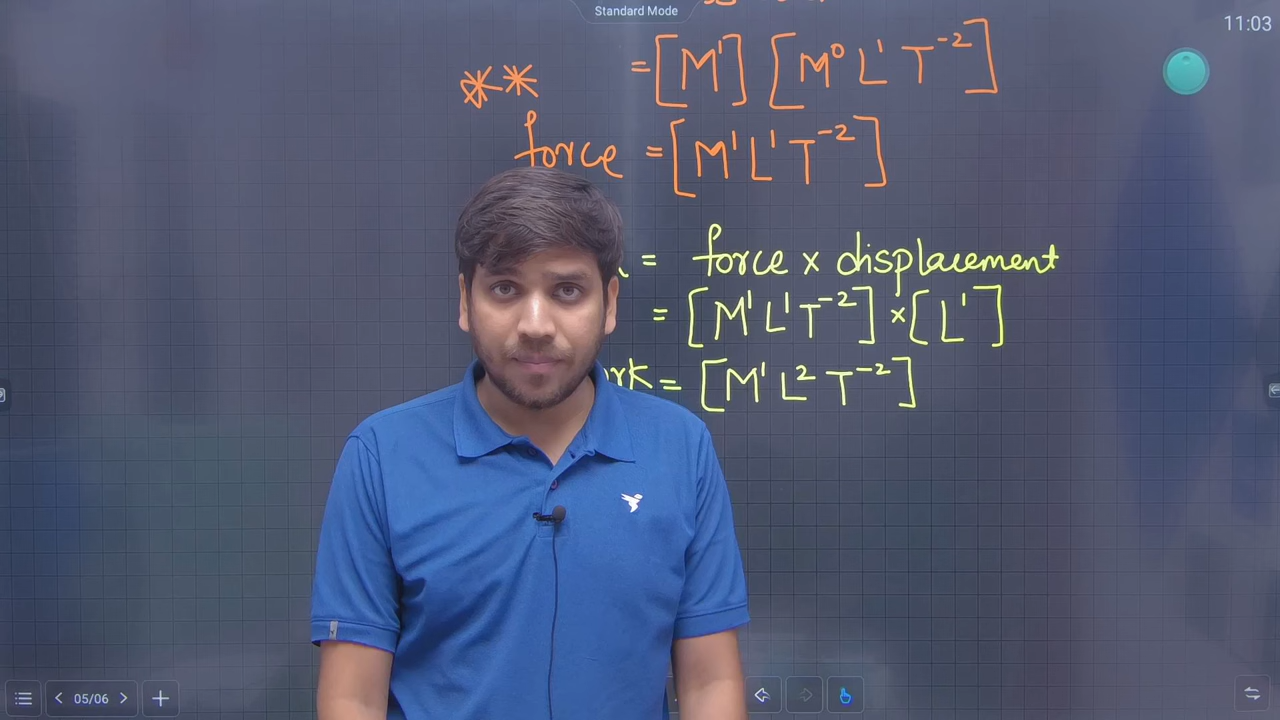 Standard Mode
11:03
= [M¹] [M⁰ L¹ T⁻²]
**
force = [M¹ L¹ T⁻²]
= force x displacement
= [M¹ L¹ T⁻²] x [L¹]
ork = [M¹ L² T⁻²]
05/06